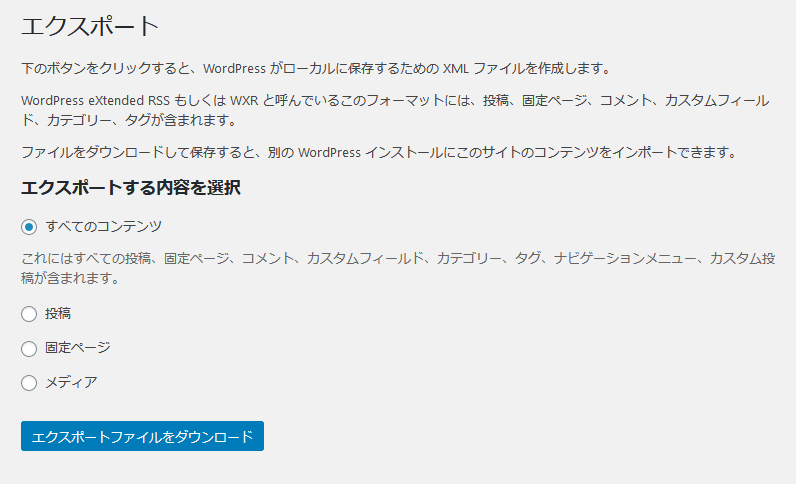 エクスポート
下のボタンをクリックすると、WordPress がローカルに保存するための XML ファイルを作成します。
WordPress eXtended RSS もしくは WXR と呼んでいるこのフォーマットには、投稿、固定ページ、コメント、カスタムフィール
ド、カテゴリー、タグが含まれます。
ファイルをダウンロードして保存すると、別の WordPress インストールにこのサイトのコンテンツをインポートできます。
エクスポートする内容を選択
すべてのコンテンツ
これにはすべての投稿、固定ページ、コメント、カスタムフィールド、カテゴリー、タグ、ナビゲーションメニュー、カスタム投
稿が含まれます。
投稿
固定ページ
メディア
エクスポートファイルをダウンロード